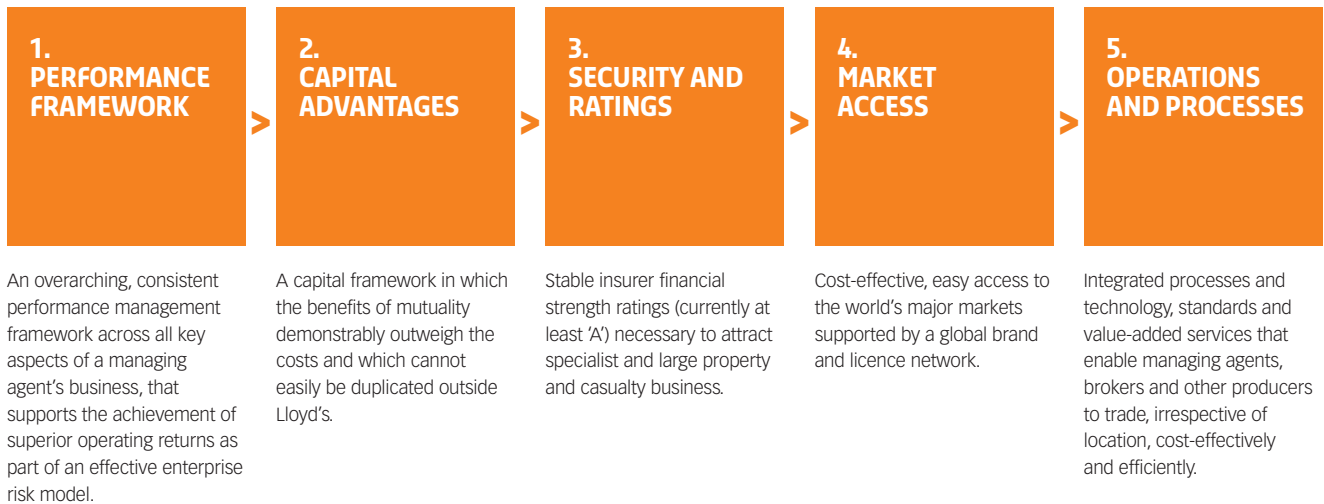 1.
PERFORMANCE
FRAMEWORK
>
2.
CAPITAL
ADVANTAGES
>
3.
SECURITY AND
RATINGS
>
4.
MARKET
ACCESS
>
5.
OPERATIONS
AND PROCESSES
An overarching, consistent
performance management
framework across all key
aspects of a managing
agent’s business, that
supports the achievement of
superior operating returns as
part of an effective enterprise
risk model.
A capital framework in which
the benefits of mutuality
demonstrably outweigh the
costs and which cannot
easily be duplicated outside
Lloyd’s.
Stable insurer financial
strength ratings (currently at
least ‘A’) necessary to attract
specialist and large property
and casualty business.
Cost-effective, easy access to
the world’s major markets
supported by a global brand
and licence network.
Integrated processes and
technology, standards and
value-added services that
enable managing agents,
brokers and other producers
to trade, irrespective of
location, cost-effectively
and efficiently.